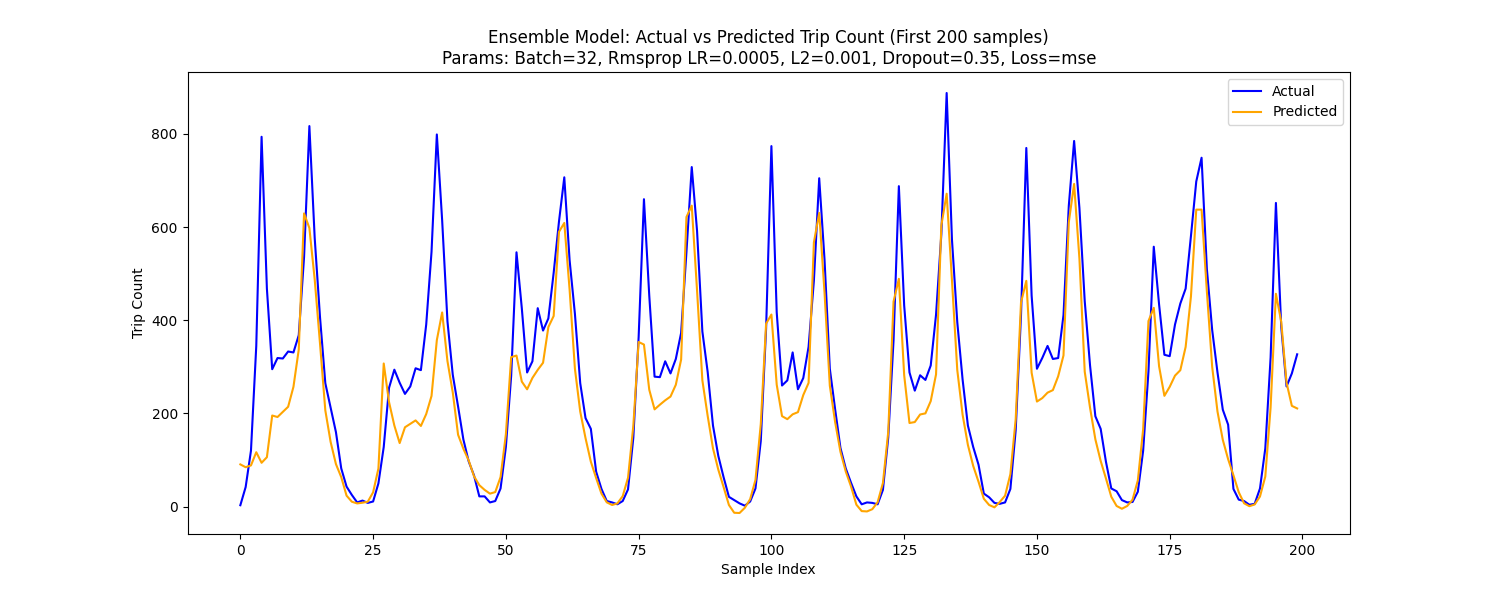 Ensemble Model: Actual vs Predicted Trip Count (First 200 samples)
Params: Batch=32, Rmsprop LR=0.0005, L2=0.001, Dropout=0.35, Loss=mse
Actual
Predicted
800
600
400
200
0
Trip Count
0 25 50 75 100 125 150 175 200
Sample Index